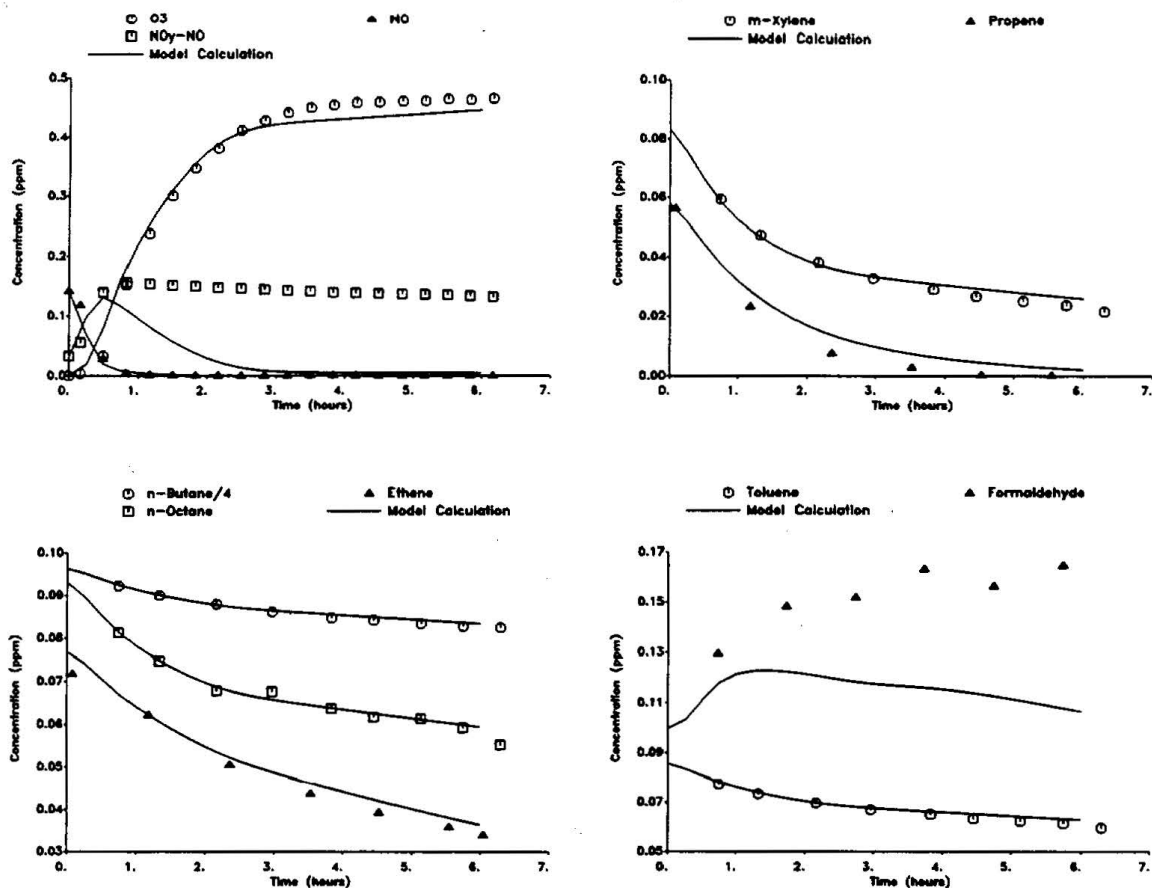 O3 NO
NOy-NO
Model Calculation
Concentration (ppm)
0.5
0.4
0.3
0.2
0.1
0.0
0. 1. 2. 3. 4. 5. 6. 7.
Time (hours)
m-Xylene Propene
Model Calculation
Concentration (ppm)
0.10
0.08
0.06
0.04
0.02
0.00
0. 1. 2. 3. 4. 5. 6. 7.
Time (hours)
n-Butane/4 Ethene
n-Octane Model Calculation
Concentration (ppm)
0.10
0.09
0.08
0.07
0.06
0.05
0.04
0.03
0. 1. 2. 3. 4. 5. 6. 7.
Time (hours)
Toluene Formaldehyde
Model Calculation
Concentration (ppm)
0.17
0.15
0.13
0.11
0.09
0.07
0.05
0. 1. 2. 3. 4. 5. 6. 7.
Time (hours)